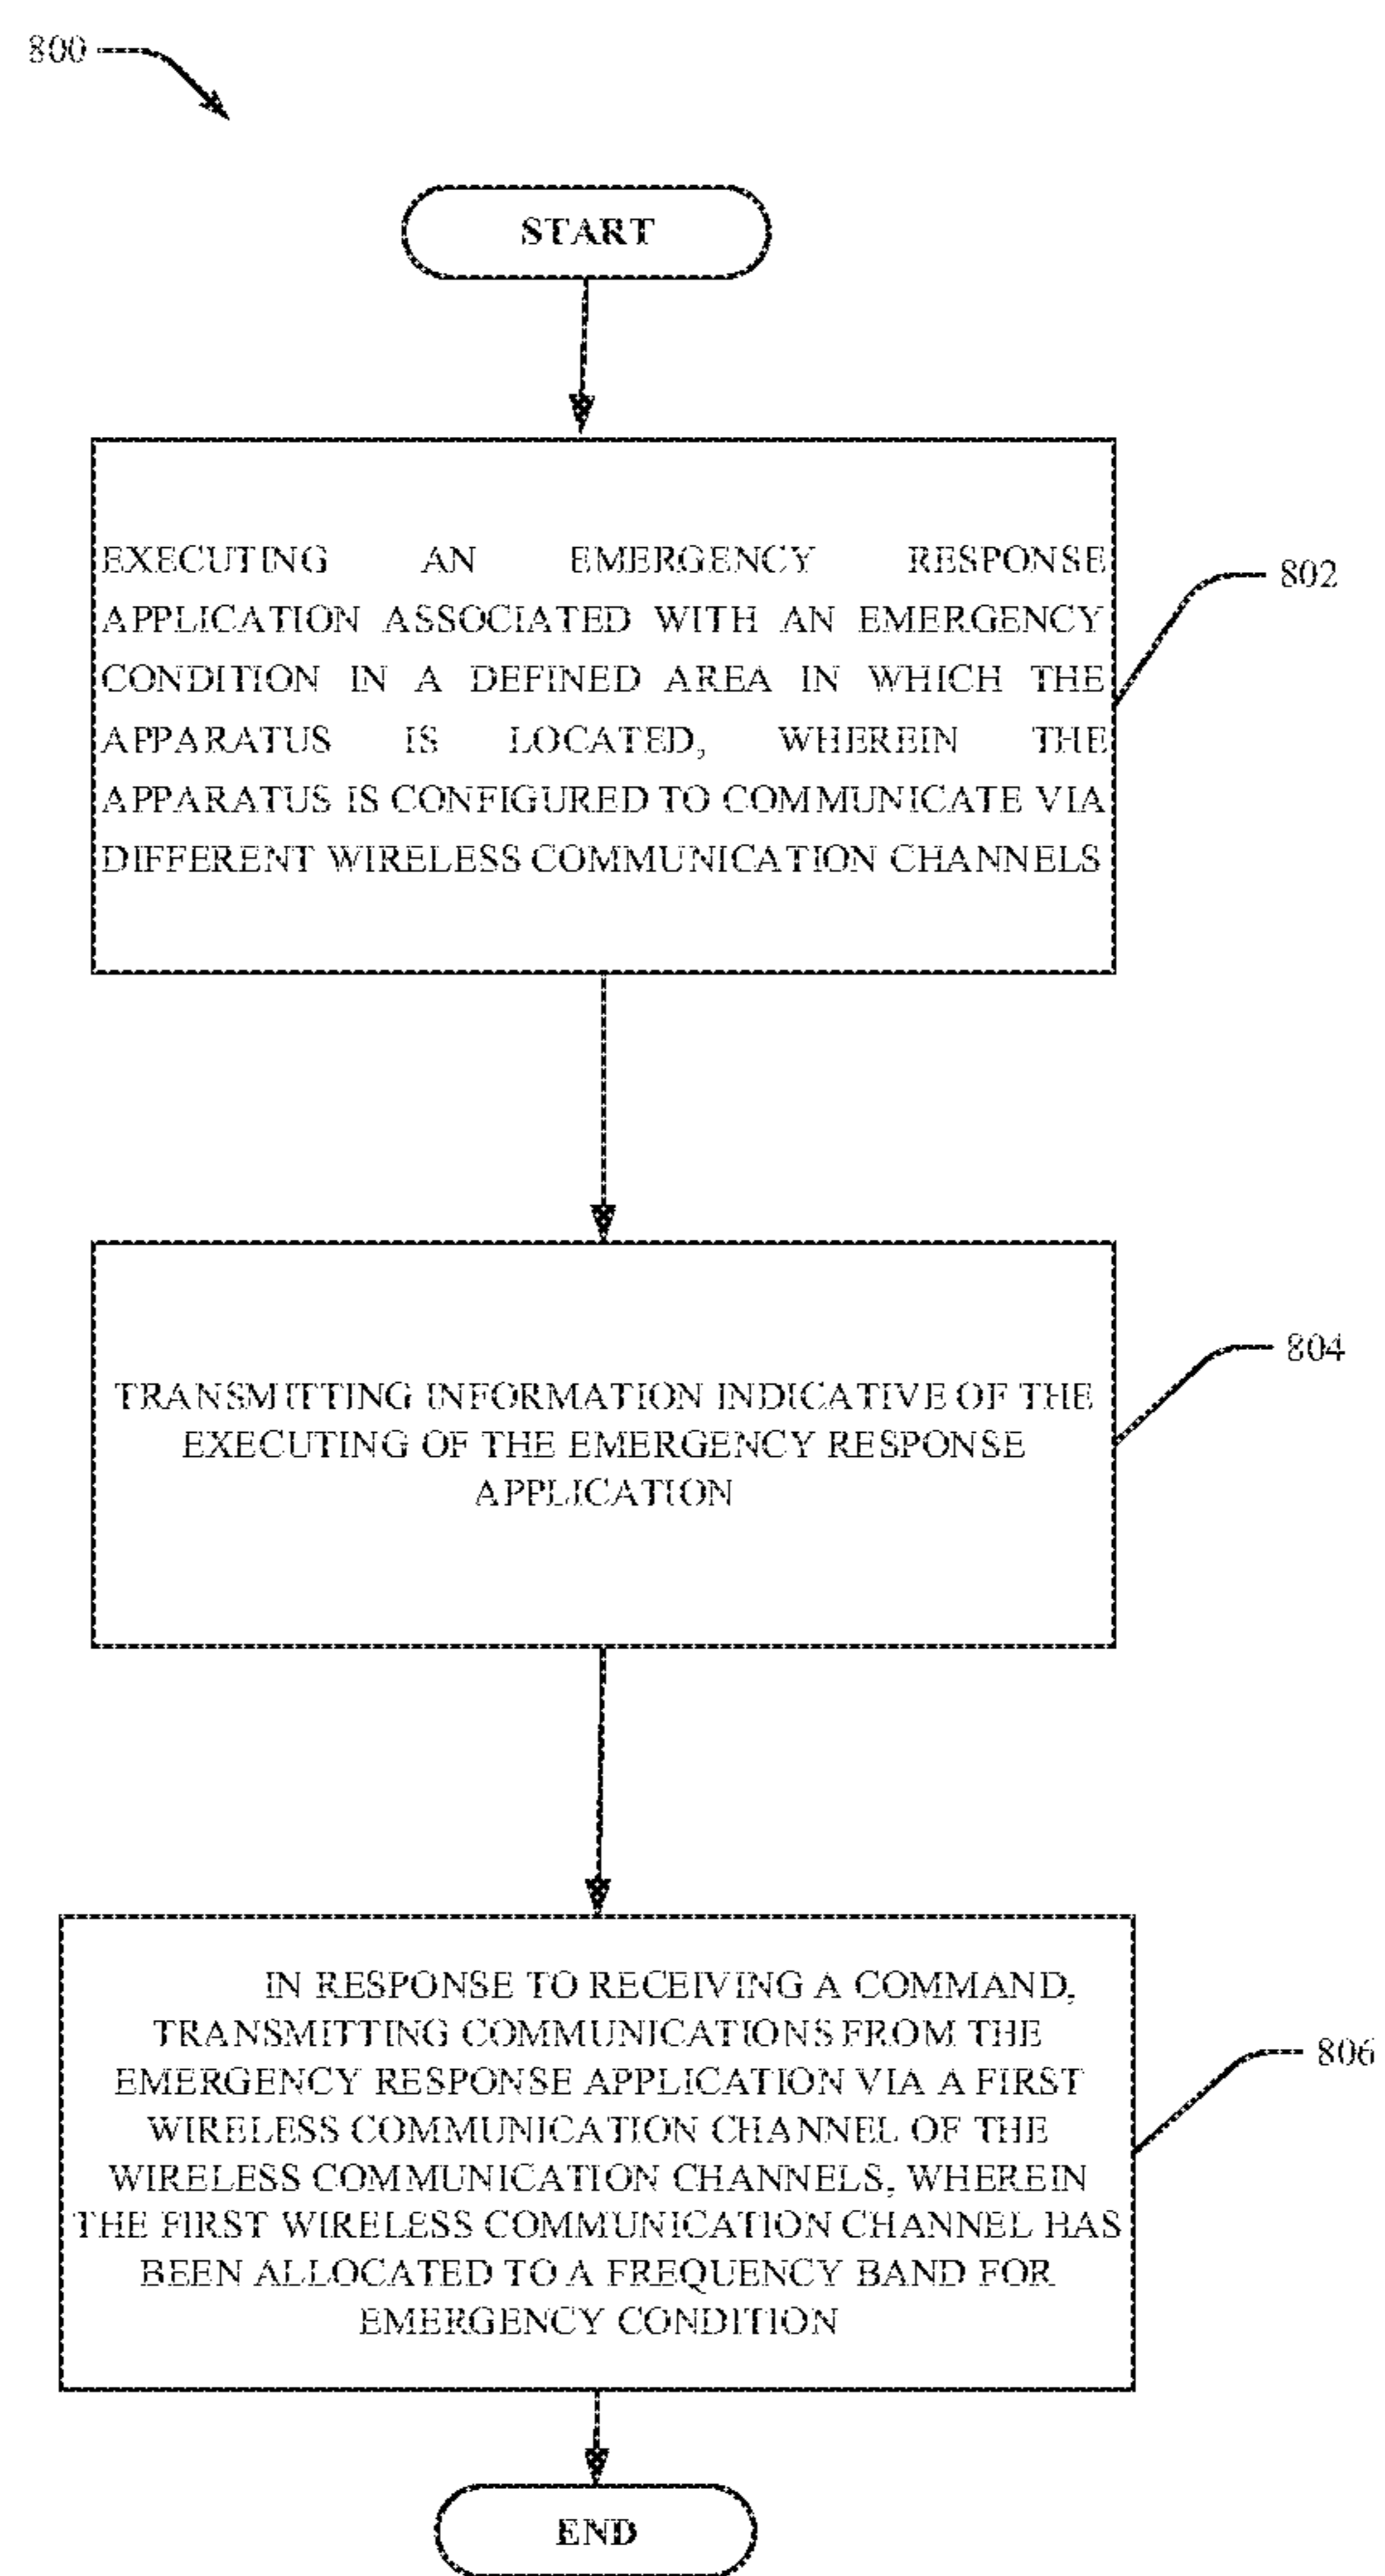 800
START
EXECUTING AN EMERGENCY RESPONSE
APPLICATION ASSOCIATED WITH AN EMERGENCY
CONDITION IN A DEFINED AREA IN WHICH THE
APPARATUS IS LOCATED, WHEREIN THE
APPARATUS IS CONFIGURED TO COMMUNICATE VIA
DIFFERENT WIRELESS COMMUNICATION CHANNELS
802
TRANSMITTING INFORMATION INDICATIVE OF THE
EXECUTING OF THE EMERGENCY RESPONSE
APPLICATION
804
IN RESPONSE TO RECEIVING A COMMAND,
TRANSMITTING COMMUNICATIONS FROM THE
EMERGENCY RESPONSE APPLICATION VIA A FIRST
WIRELESS COMMUNICATION CHANNEL OF THE
WIRELESS COMMUNICATION CHANNELS, WHEREIN
THE FIRST WIRELESS COMMUNICATION CHANNEL HAS
BEEN ALLOCATED TO A FREQUENCY BAND FOR
EMERGENCY CONDITION
806
END